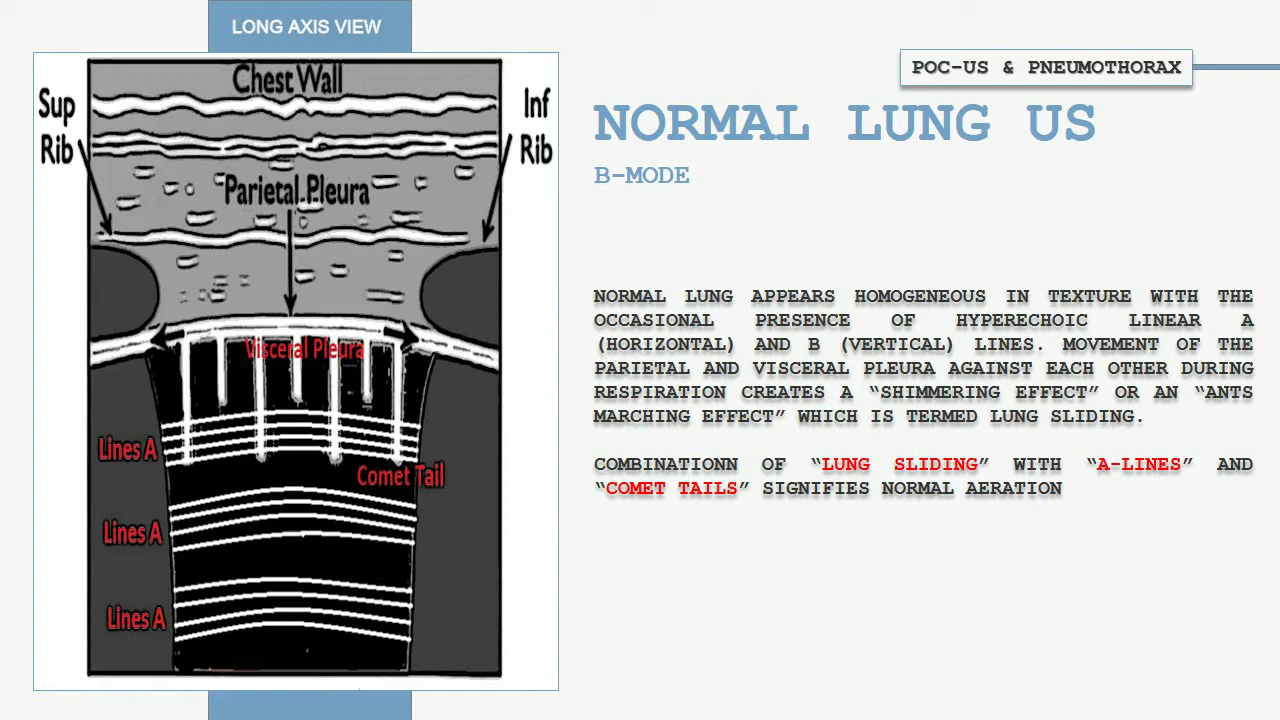 LONG AXIS VIEW
Chest Wall
Sup
Rib
Inf
Rib
Parietal Pleura
Visceral Pleura
Lines A
Comet Tail
Lines A
Lines A
POC-US & PNEUMOTHORAX
NORMAL LUNG US
B-MODE
NORMAL LUNG APPEARS HOMOGENEOUS IN TEXTURE WITH THE
OCCASIONAL PRESENCE OF HYPERECHOIC LINEAR A
(HORIZONTAL) AND B (VERTICAL) LINES. MOVEMENT OF THE
PARIETAL AND VISCERAL PLEURA AGAINST EACH OTHER DURING
RESPIRATION CREATES A “SHIMMERING EFFECT” OR AN “ANTS
MARCHING EFFECT” WHICH IS TERMED LUNG SLIDING.
COMBINATIONN OF “LUNG SLIDING” WITH “A-LINES” AND
“COMET TAILS” SIGNIFIES NORMAL AERATION